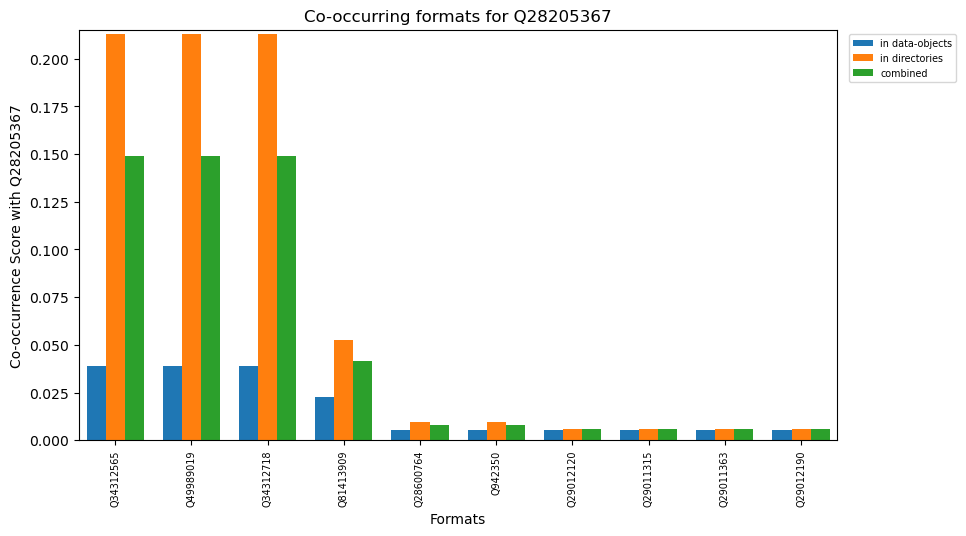 Co-occurring formats for Q28205367
Co-occurrence Score with Q28205367
0.200
0.175
0.150
0.125
0.100
0.075
0.050
0.025
0.000
Q34312565
Q49989019
Q34312718
Q81413909
Q28600764
Q942350
Q29012120
Q29011315
Q29011363
Q29012190
Formats
in data-objects
in directories
combined